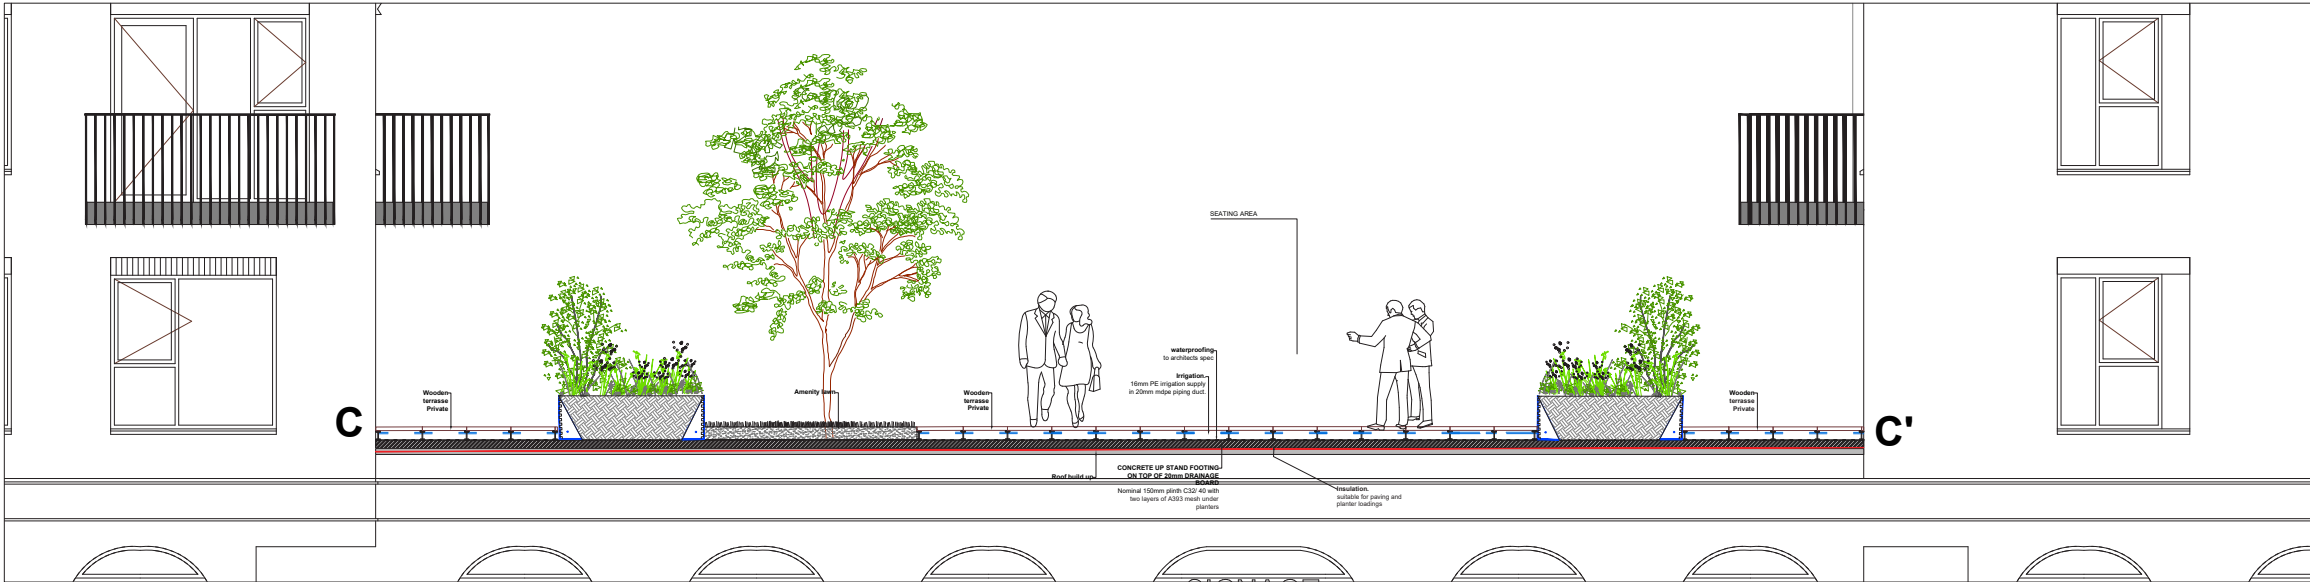 SEATING AREA
waterproofing
to architects spec
Irrigation.
16mm PE irrigation supply
in 20mm mdpe piping duct.
Wooden
terrasse
Private
Amenity lawn
Wooden
terrasse
Private
Wooden
terrasse
Private
C
C'
Roof build up
CONCRETE UP STAND FOOTING
ON TOP OF 20mm DRAINAGE
BOARD
Nominal 150mm plinth C32/ 40 with
two layers of A393 mesh under
planters
Insulation.
suitable for paving and
planter loadings
SIGNAGE